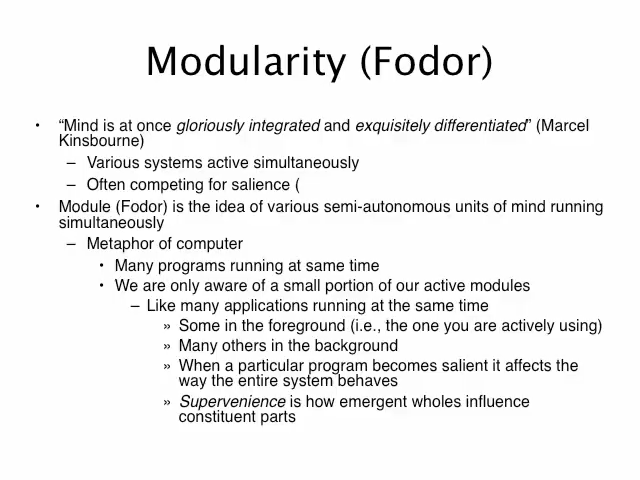 Modularity (Fodor)
• “Mind is at once gloriously integrated and exquisitely differentiated” (Marcel
Kinsbourne)
– Various systems active simultaneously
– Often competing for salience (
• Module (Fodor) is the idea of various semi-autonomous units of mind running
simultaneously
– Metaphor of computer
• Many programs running at same time
• We are only aware of a small portion of our active modules
– Like many applications running at the same time
» Some in the foreground (i.e., the one you are actively using)
» Many others in the background
» When a particular program becomes salient it affects the
way the entire system behaves
» Supervenience is how emergent wholes influence
constituent parts